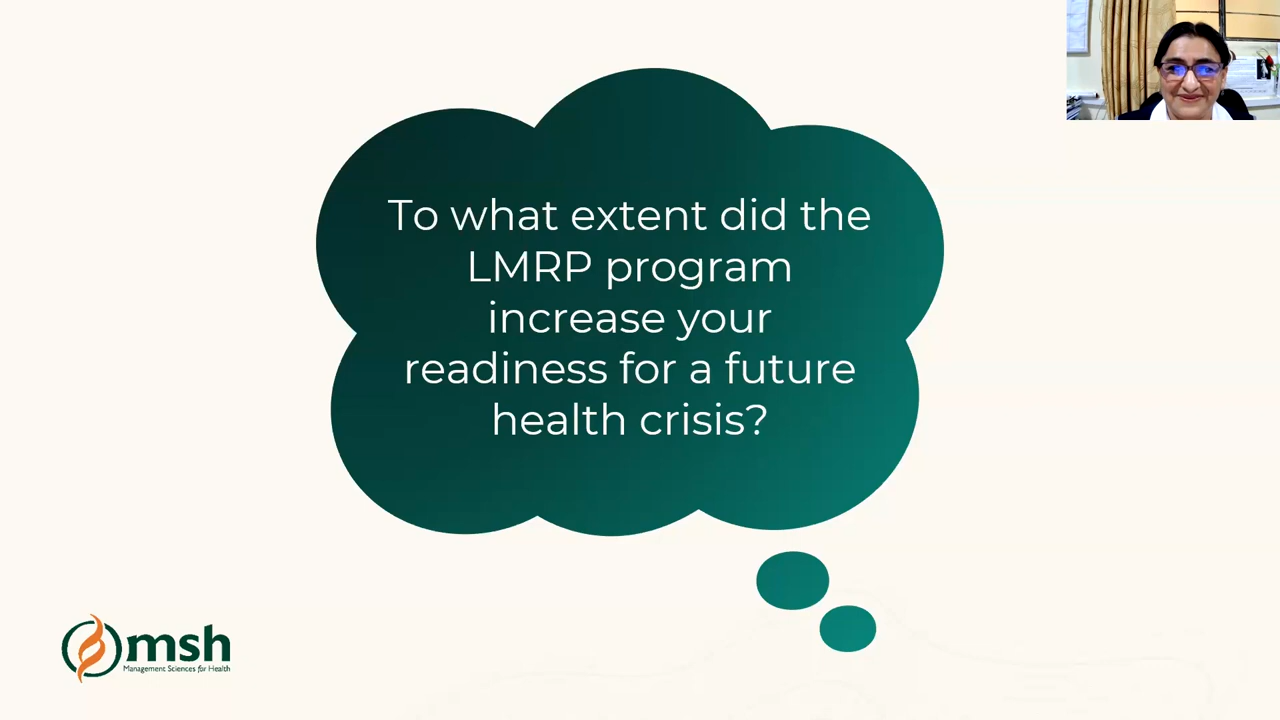 To what extent did the
LMRP program
increase your
readiness for a future
health crisis?
msh
Management Sciences for Health